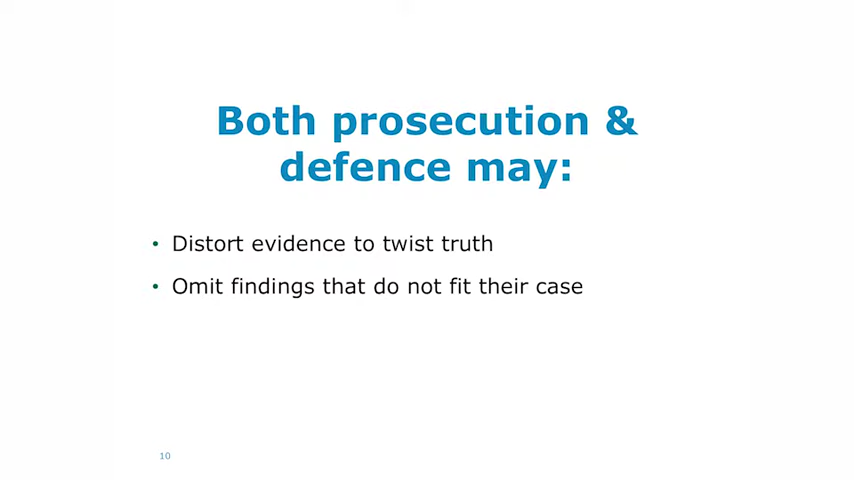 Both prosecution &
defence may:
• Distort evidence to twist truth
• Omit findings that do not fit their case
10